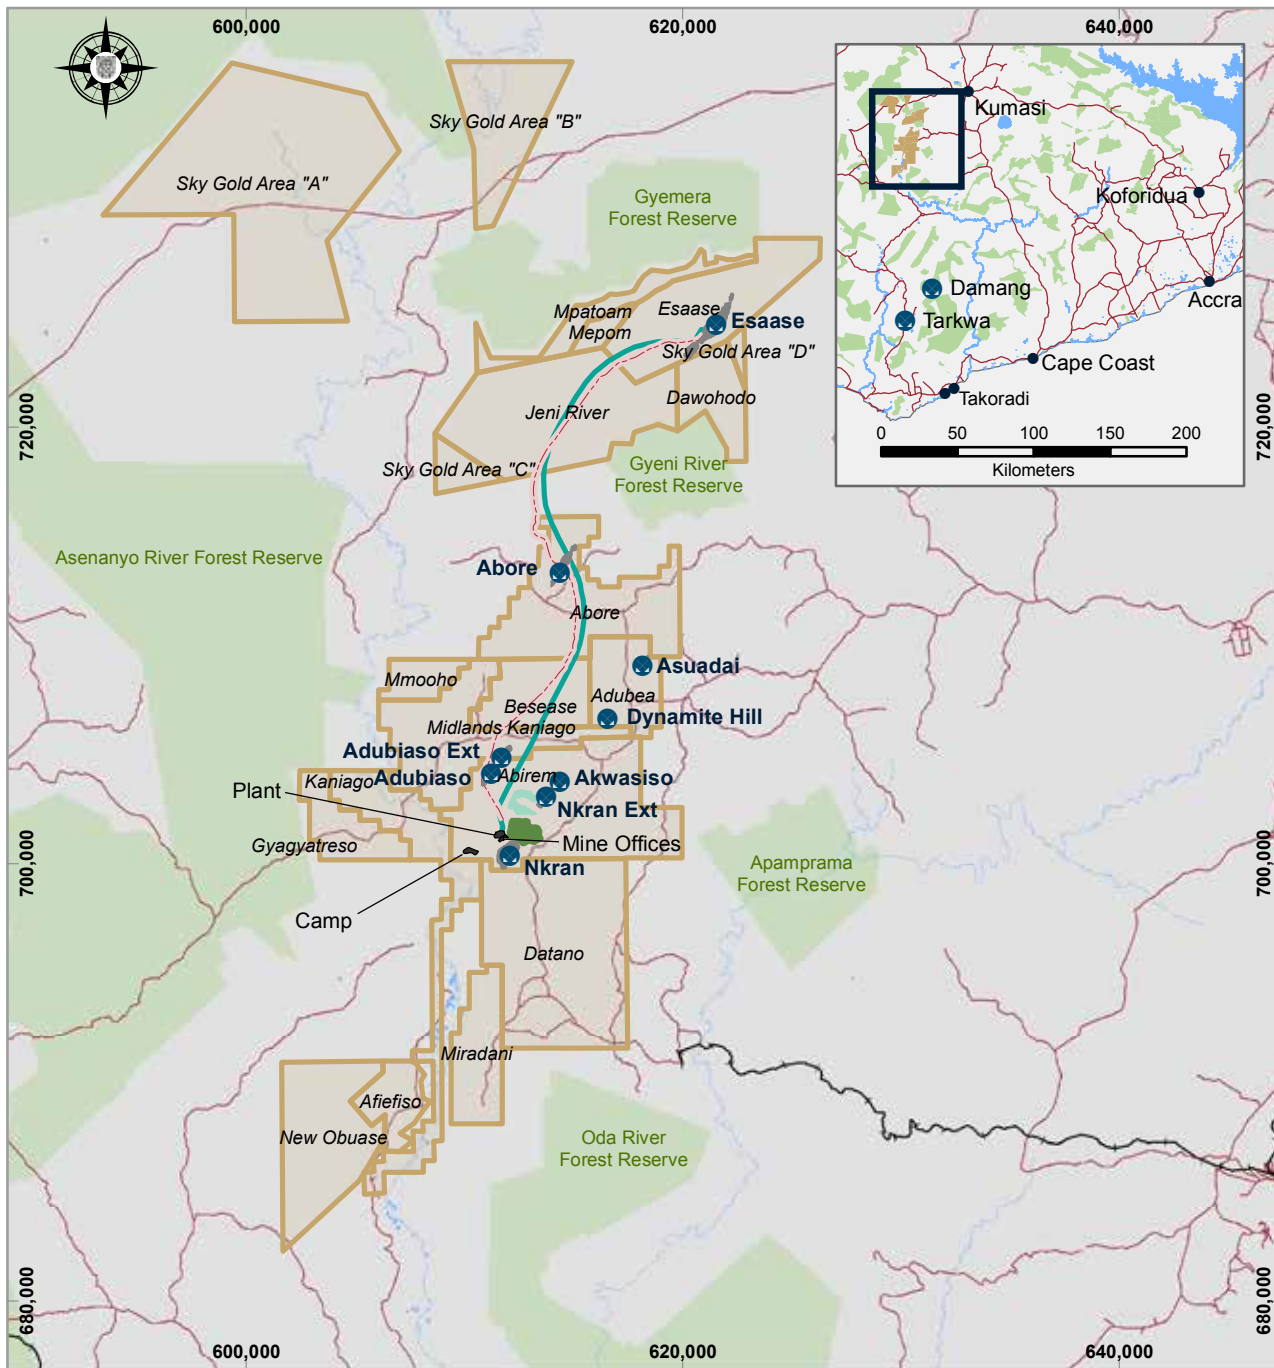 600,000
620,000
640,000
Sky Gold Area "B"
Sky Gold Area "A"
Gyemera
Forest Reserve
Kumasi
Koforidua
Damang
Accra
Tarkwa
Cape Coast
Takoradi
0
50
100
150
200
Kilometers
Mpatoam
Mepom
Esaase
Esaase
Sky Gold Area "D"
Jeni River
Dawohodo
720,000
720,000
Sky Gold Area "C"
Gyeni River
Forest Reserve
Asenanyo River Forest Reserve
Abore
Abore
Mmooho
Asuadai
Adubea
Besease
Dynamite Hill
Midlands Kaniago
Adubiaso Ext
Adubiaso
Abirem
Akwasiso
Kaniago
Plant
Nkran Ext
Gyagyatreso
Mine Offices
700,000
700,000
Nkran
Apamprama
Forest Reserve
Camp
Datano
Miradani
Afiefiso
New Obuase
Oda River
Forest Reserve
680,000
680,000
600,000
620,000
640,000